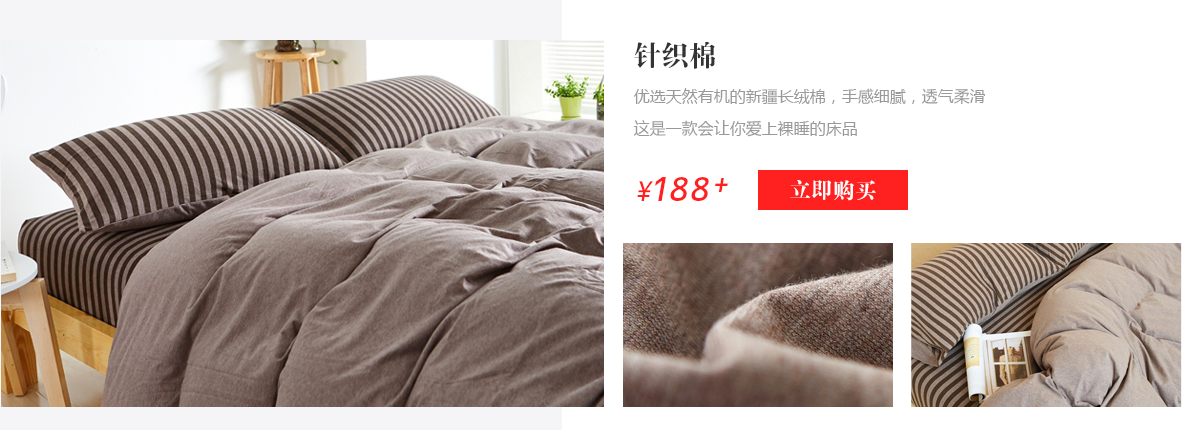 针织棉
优选天然有机的新疆长绒棉，手感细腻，透气柔滑
这是一款会让你爱上裸睡的床品
¥188+
立即购买